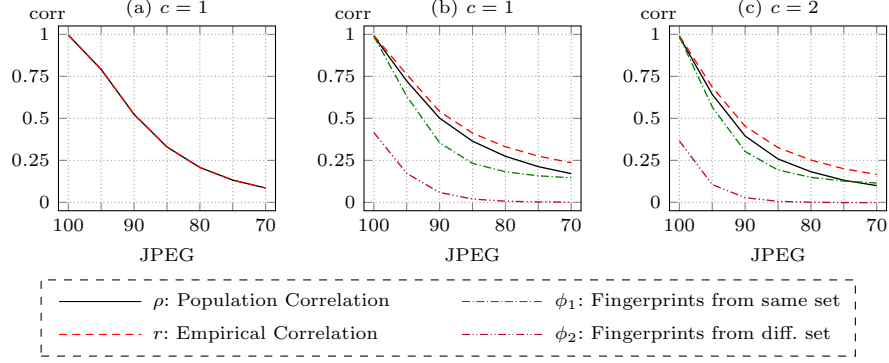 (a) c = 1
corr
1
0.75
0.5
0.25
0
100
90
80
70
JPEG
(b) c = 1
corr
1
0.75
0.5
0.25
0
100
90
80
70
JPEG
(c) c = 2
corr
1
0.75
0.5
0.25
0
100
90
80
70
JPEG
ρ: Population Correlation
r: Empirical Correlation
ϕ₁: Fingerprints from same set
ϕ₂: Fingerprints from diff. set